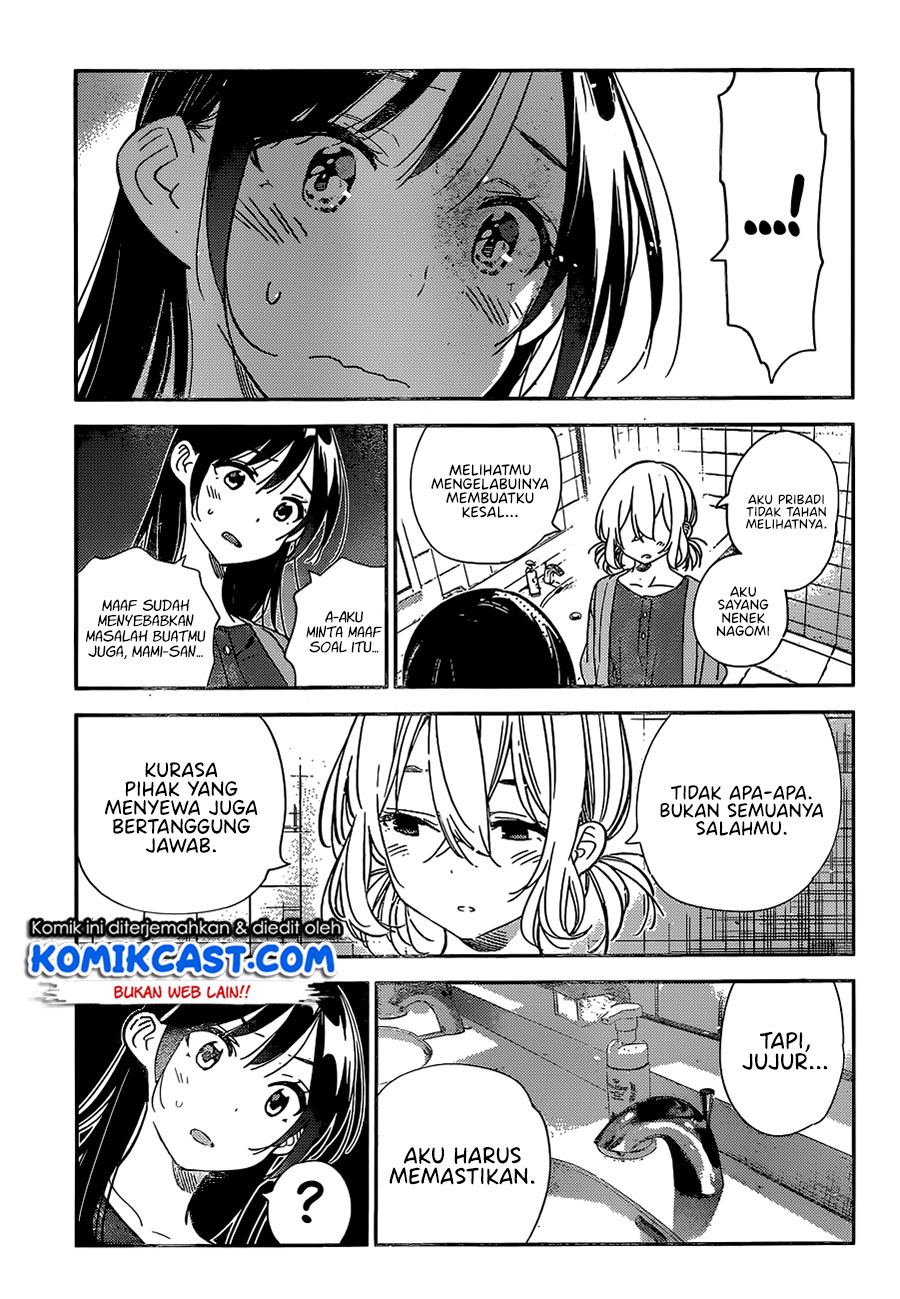 ....!
AKU PRIBADI
TIDAK TAHAN
MELIHATNYA.
AKU
SAYANG
NENEK
NAGOMI
MELIHATMU
MENGELABUINYA
MEMBUATKU
KESAL...
A-AKU
MINTA MAAF
SOAL ITU...
MAAF SUDAH
MENYEBABKAN
MASALAH BUATMU
JUGA, MAMI-SAN...
TIDAK APA-APA.
BUKAN SEMUANYA
SALAHMU.
KURASA
PIHAK YANG
MENYEWA JUGA
BERTANGGUNG
JAWAB.
Komik ini diterjemahkan & diedit oleh
KOMIKCAST.COM
BUKAN WEB LAIN!!
TAPI,
JUJUR...
AKU HARUS
MEMASTIKAN.
?